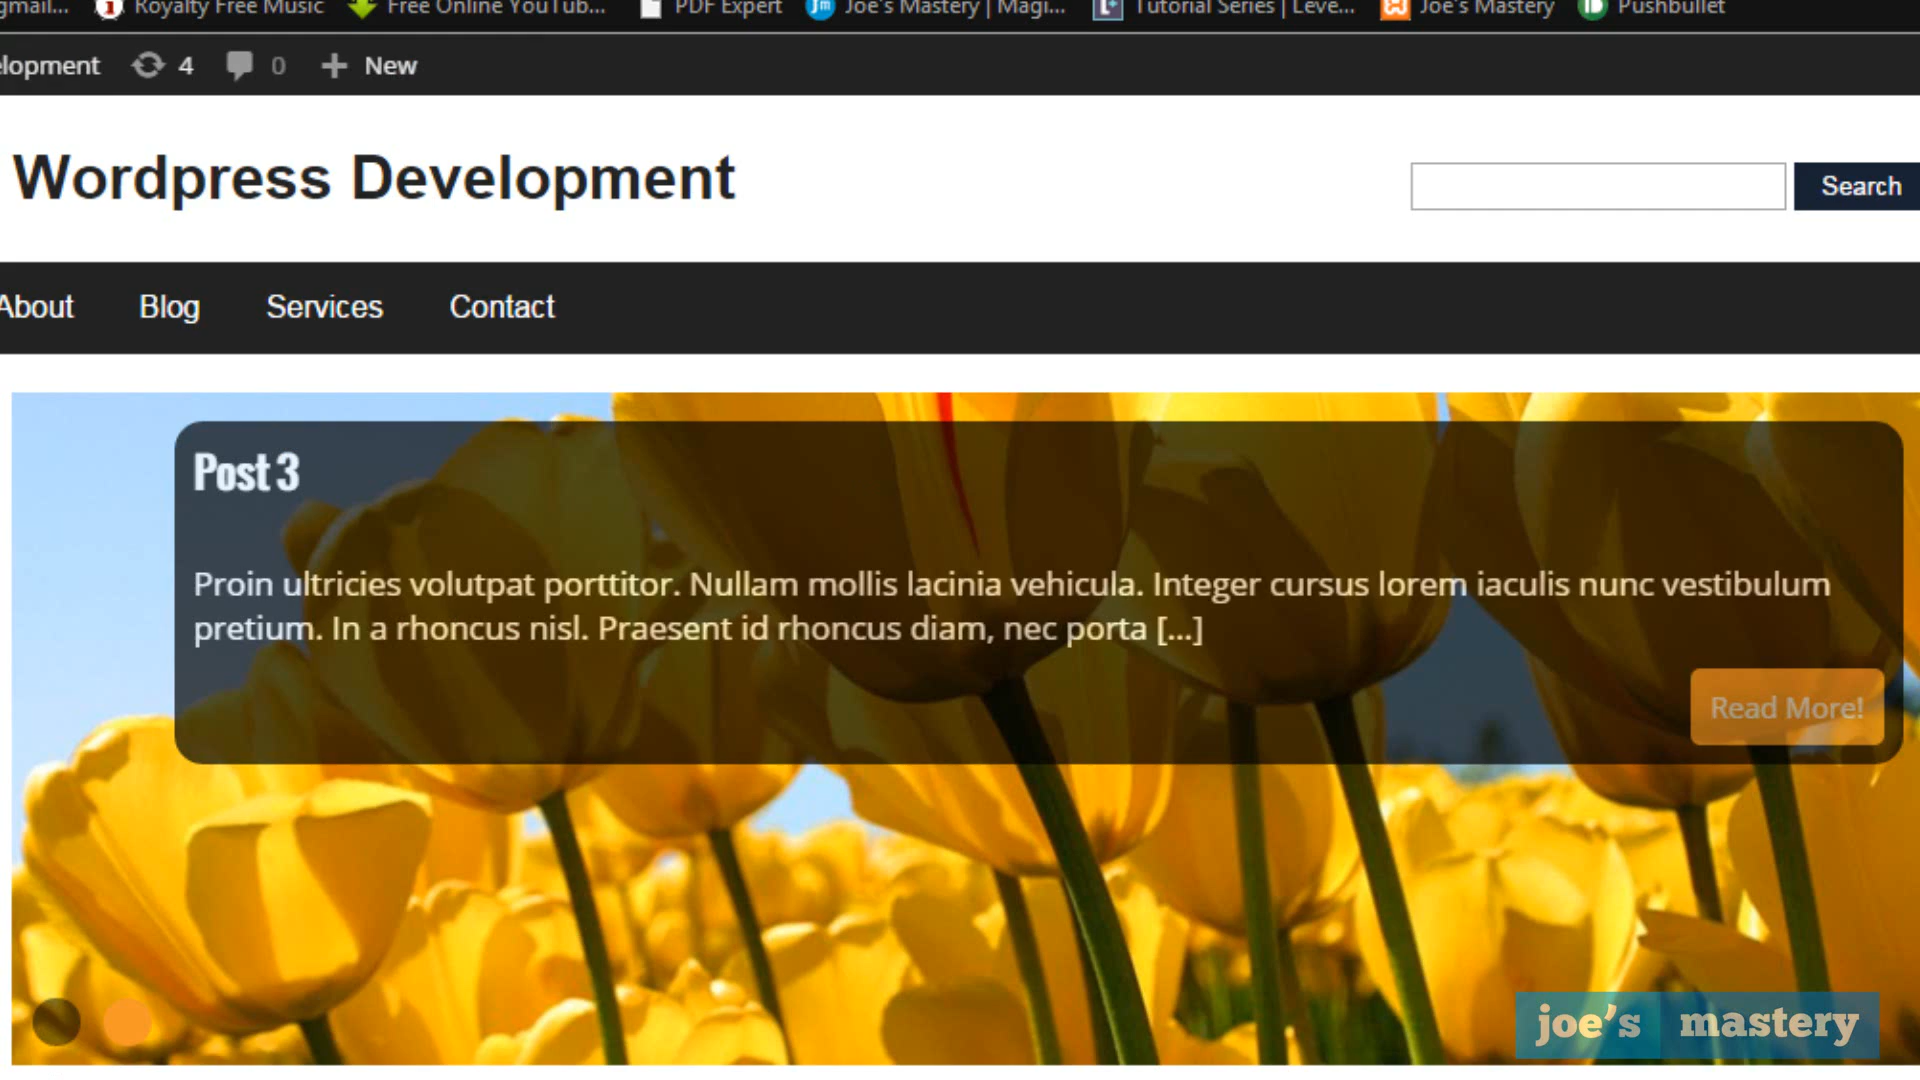 gmail... Royalty Free Music Free Online YouTub... PDF Expert Jm Joe's Mastery | Magi... L+ Tutorial Series | Leve... Joe's Mastery Pushbullet
elopment 4 0 New
Wordpress Development
Search
About Blog Services Contact
Post 3
Proin ultricies volutpat porttitor. Nullam mollis lacinia vehicula. Integer cursus lorem iaculis nunc vestibulum
pretium. In a rhoncus nisl. Praesent id rhoncus diam, nec porta [...]
Read More!
joe's mastery